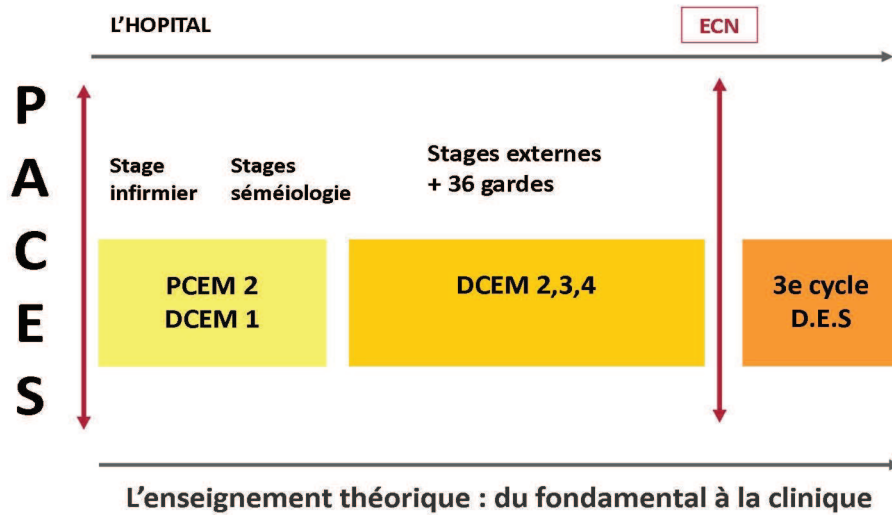 L'HOPITAL
ECN
PACES
Stage
infirmier
Stages
séméiologie
Stages externes
+ 36 gardes
PCEM 2
DCEM 1
DCEM 2,3,4
3e cycle
D.E.S
L'enseignement théorique : du fondamental à la clinique